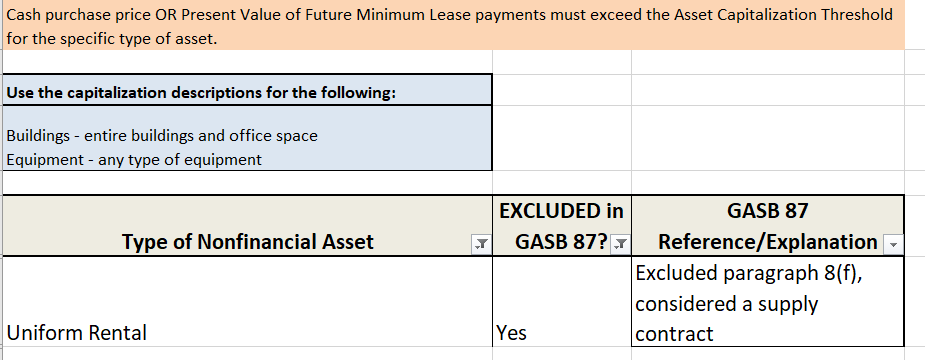 Cash purchase price OR Present Value of Future Minimum Lease payments must exceed the Asset Capitalization Threshold
for the specific type of asset.
Use the capitalization descriptions for the following:
Buildings - entire buildings and office space
Equipment - any type of equipment
Type of Nonfinancial Asset
EXCLUDED in
GASB 87?
GASB 87
Reference/Explanation
Uniform Rental
Yes
Excluded paragraph 8(f),
considered a supply
contract